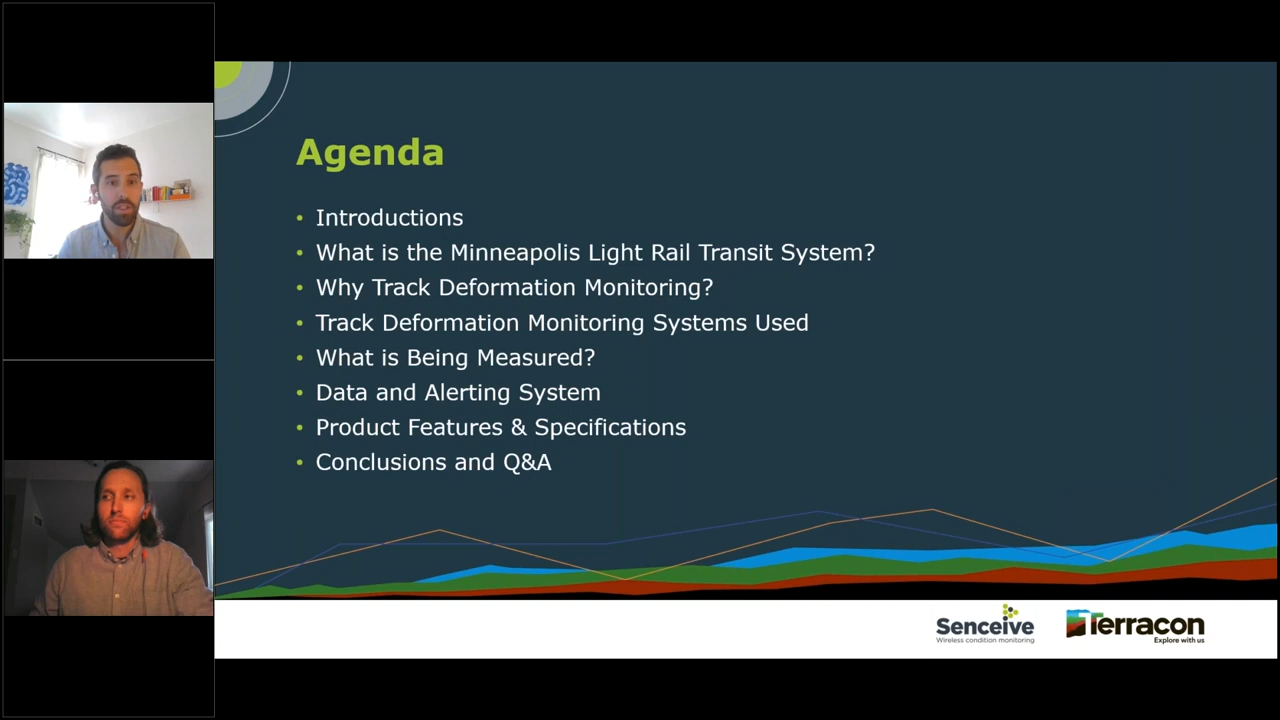 Agenda
• Introductions
• What is the Minneapolis Light Rail Transit System?
• Why Track Deformation Monitoring?
• Track Deformation Monitoring Systems Used
• What is Being Measured?
• Data and Alerting System
• Product Features & Specifications
• Conclusions and Q&A
Senceive
Wireless condition monitoring
Terracon
Explore with us